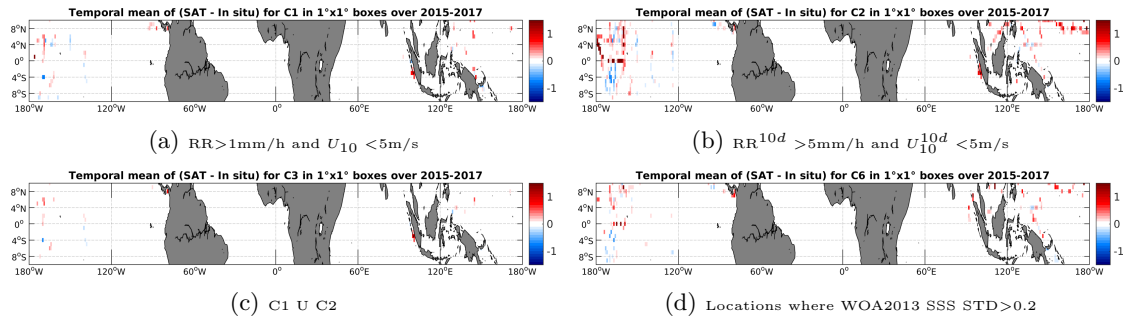 Temporal mean of (SAT - In situ) for C1 in 1°x1° boxes over 2015-2017
8°N
4°N
0°
4°S
8°S
180°W 120°W 60°W 0° 60°E 120°E 180°W
1
0
-1
(a) RR>1mm/h and U10 <5m/s
Temporal mean of (SAT - In situ) for C2 in 1°x1° boxes over 2015-2017
8°N
4°N
0°
4°S
8°S
180°W 120°W 60°W 0° 60°E 120°E 180°W
1
0
-1
(b) RR^10d >5mm/h and U10^10d <5m/s
Temporal mean of (SAT - In situ) for C3 in 1°x1° boxes over 2015-2017
8°N
4°N
0°
4°S
8°S
180°W 120°W 60°W 0° 60°E 120°E 180°W
1
0
-1
(c) C1 U C2
Temporal mean of (SAT - In situ) for C6 in 1°x1° boxes over 2015-2017
8°N
4°N
0°
4°S
8°S
180°W 120°W 60°W 0° 60°E 120°E 180°W
1
0
-1
(d) Locations where WOA2013 SSS STD>0.2